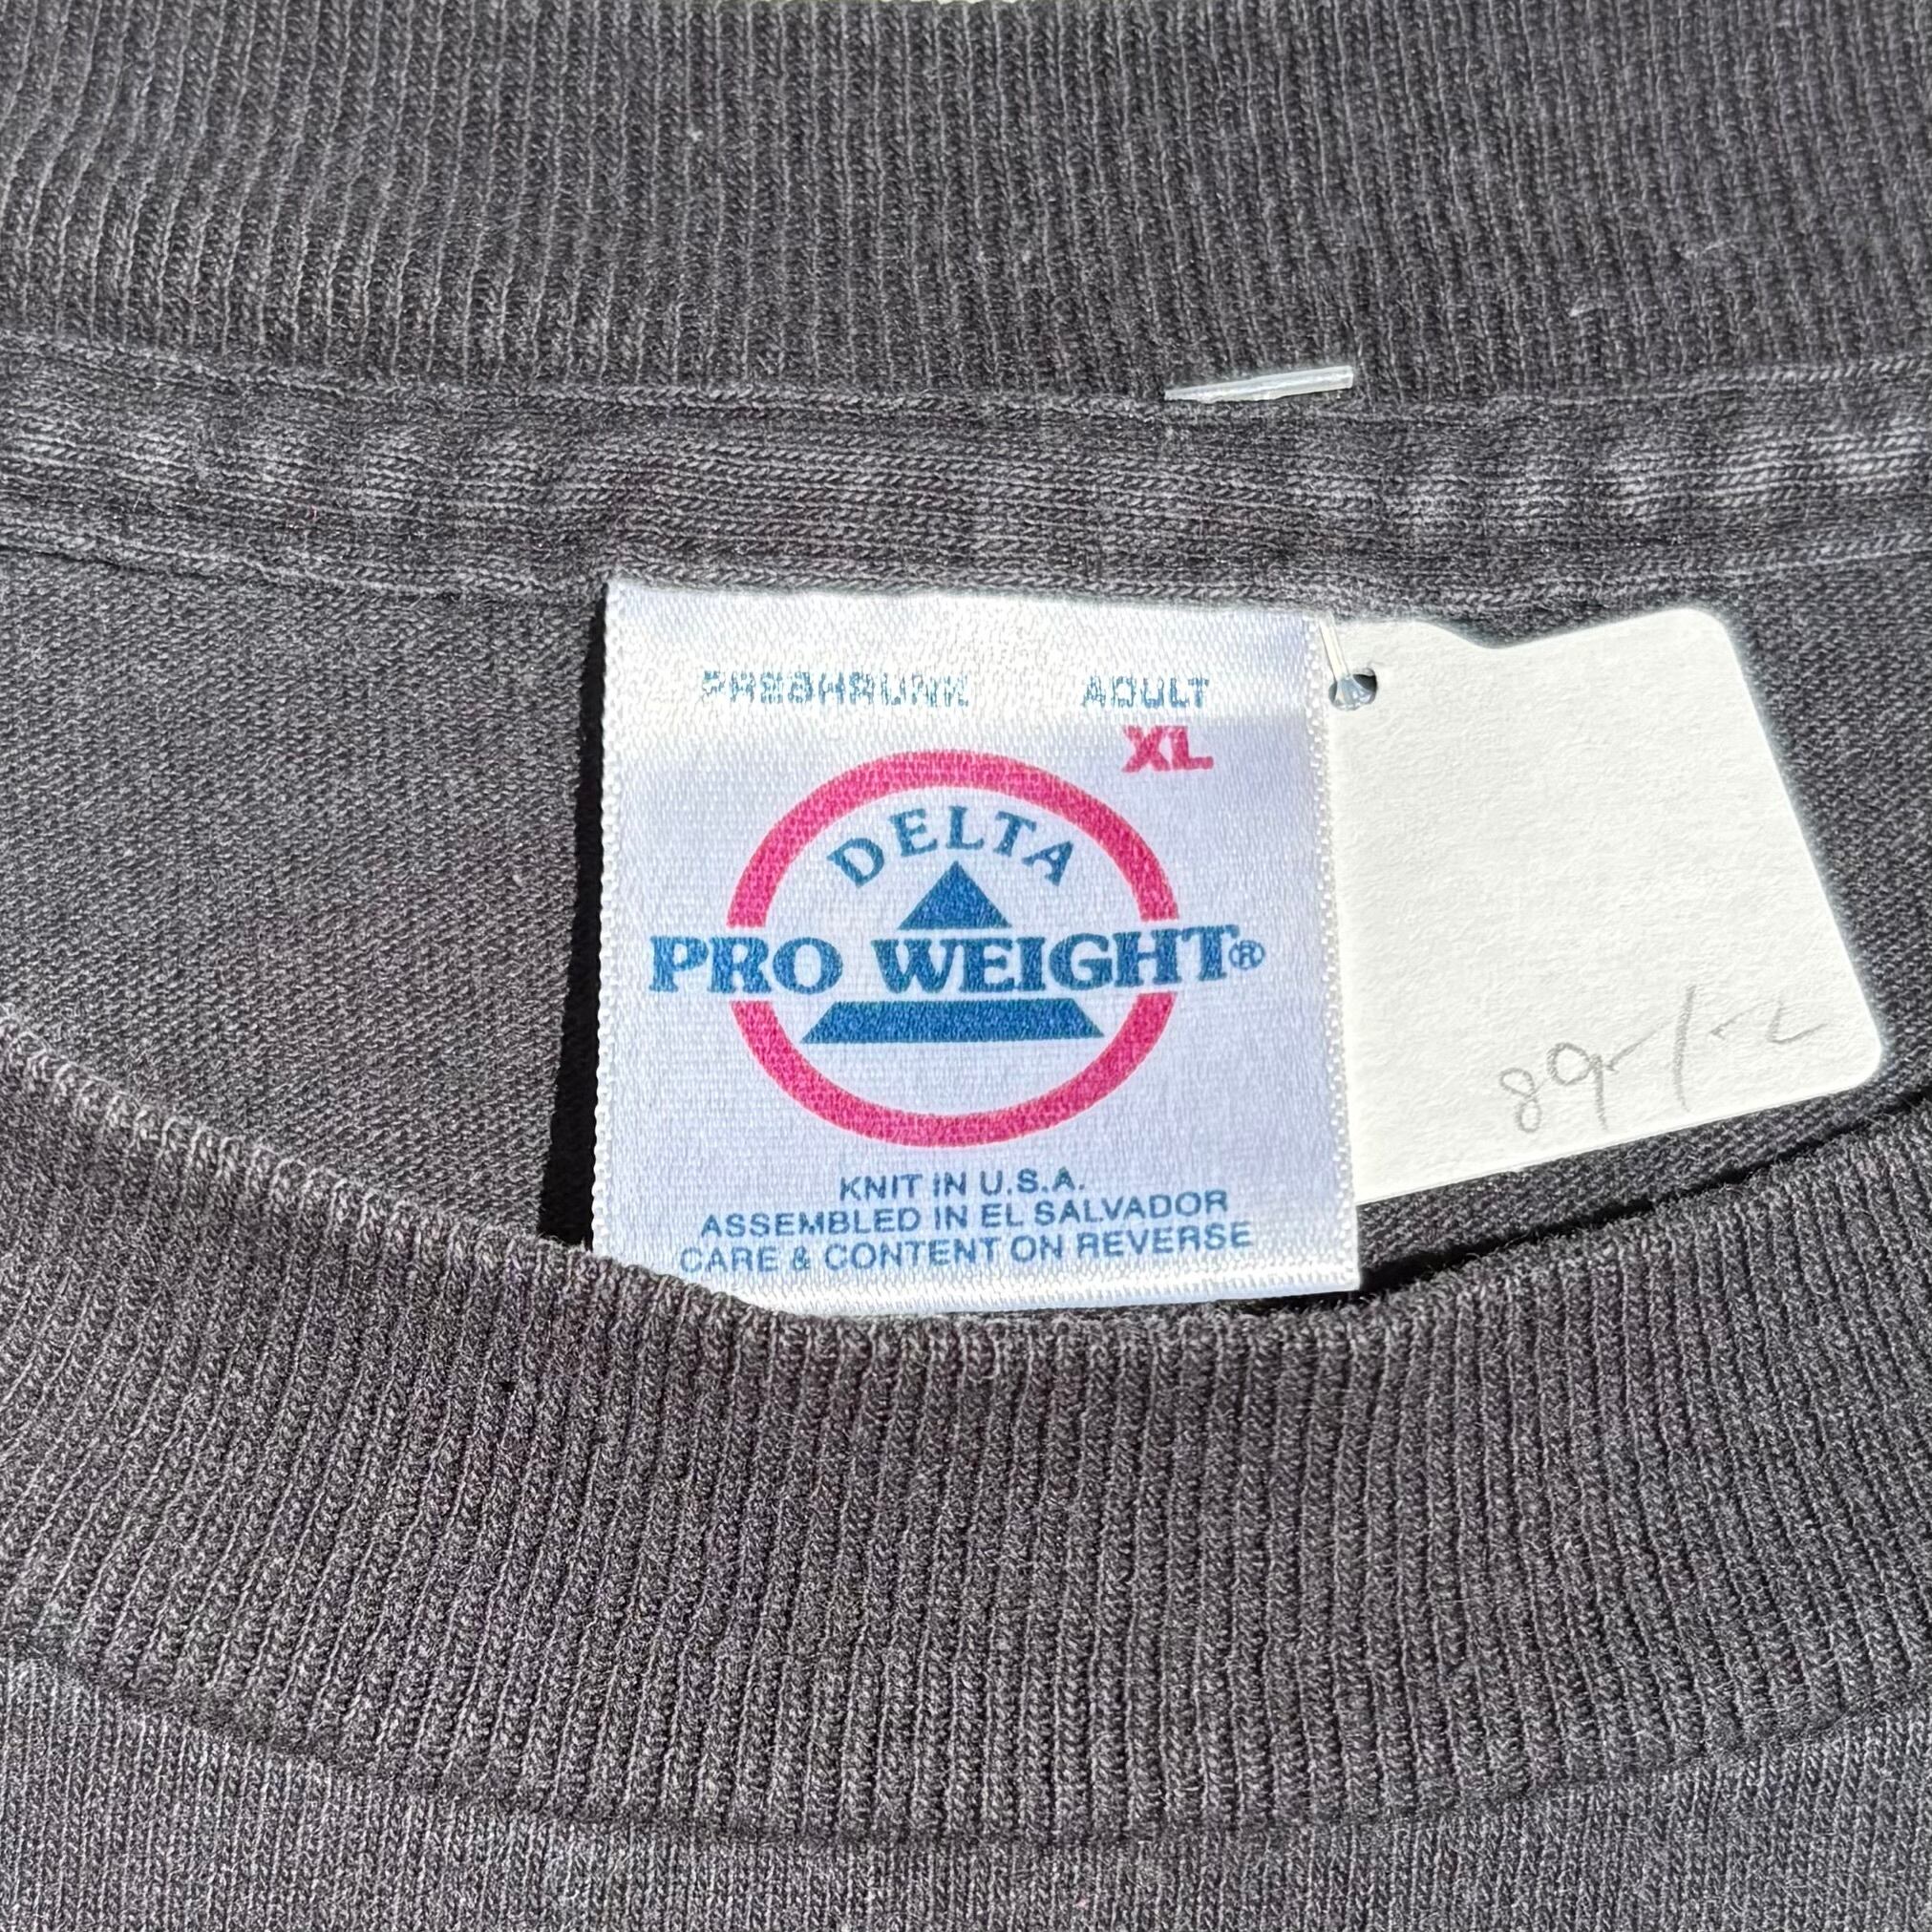 PRESHRUNK ADULT
XL
DELTA
PRO WEIGHT®
KNIT IN U.S.A.
ASSEMBLED IN EL SALVADOR
CARE & CONTENT ON REVERSE